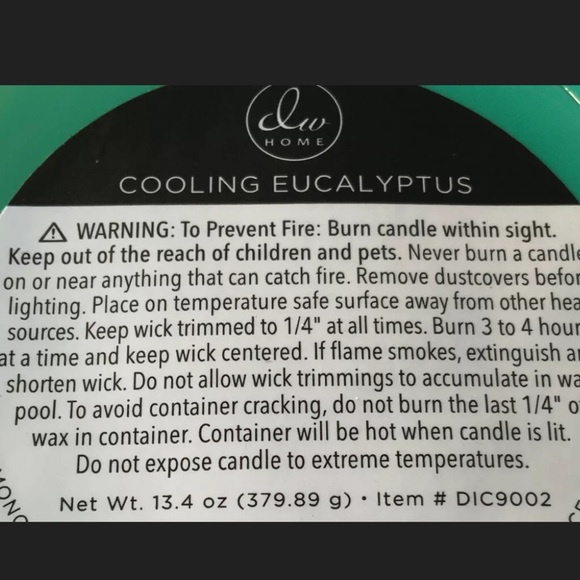 dw
HOME
COOLING EUCALYPTUS
⚠ WARNING: To Prevent Fire: Burn candle within sight.
Keep out of the reach of children and pets. Never burn a candle
on or near anything that can catch fire. Remove dustcovers befor
lighting. Place on temperature safe surface away from other hea
sources. Keep wick trimmed to 1/4" at all times. Burn 3 to 4 hour
at a time and keep wick centered. If flame smokes, extinguish an
shorten wick. Do not allow wick trimmings to accumulate in wa
pool. To avoid container cracking, do not burn the last 1/4" o
wax in container. Container will be hot when candle is lit.
Do not expose candle to extreme temperatures.
Net Wt. 13.4 oz (379.89 g) • Item # DIC9002